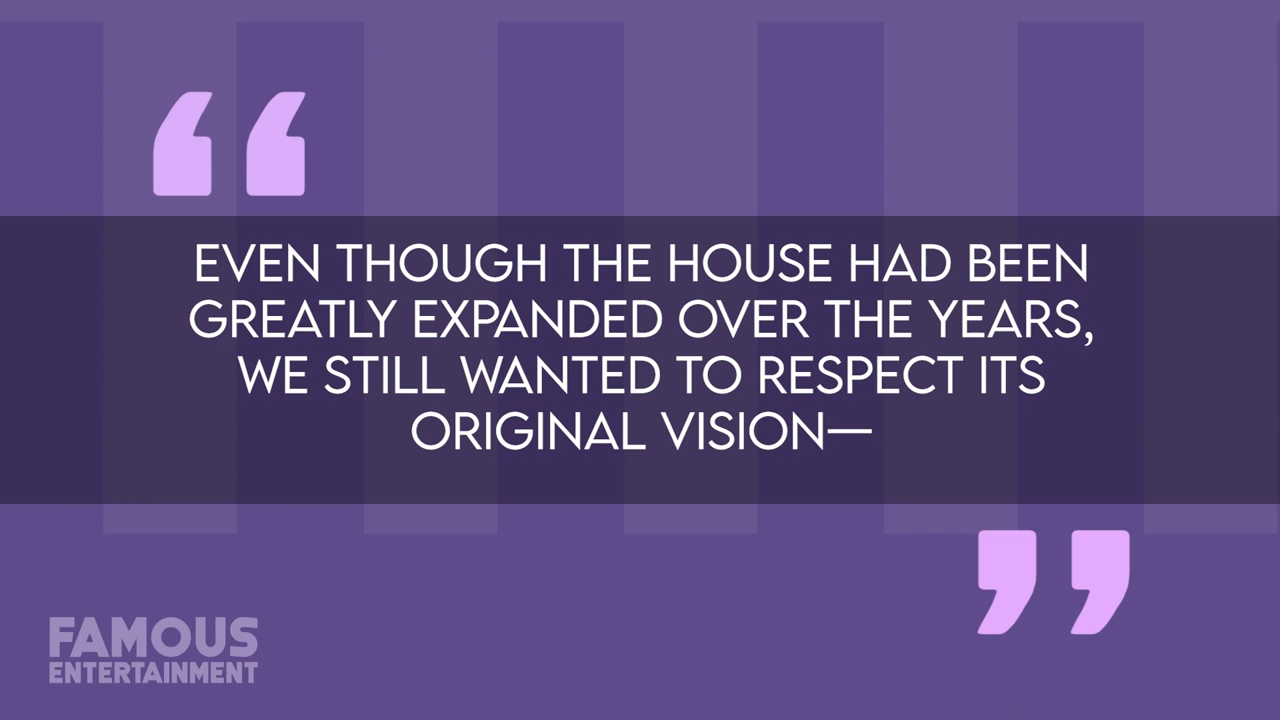 “
EVEN THOUGH THE HOUSE HAD BEEN
GREATLY EXPANDED OVER THE YEARS,
WE STILL WANTED TO RESPECT ITS
ORIGINAL VISION—
”
FAMOUS
ENTERTAINMENT